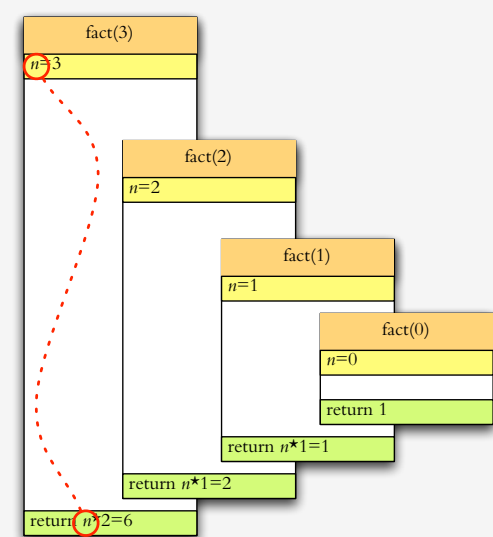 fact(3)
n=3
fact(2)
n=2
fact(1)
n=1
fact(0)
n=0
return 1
return n★1=1
return n★1=2
return n★2=6